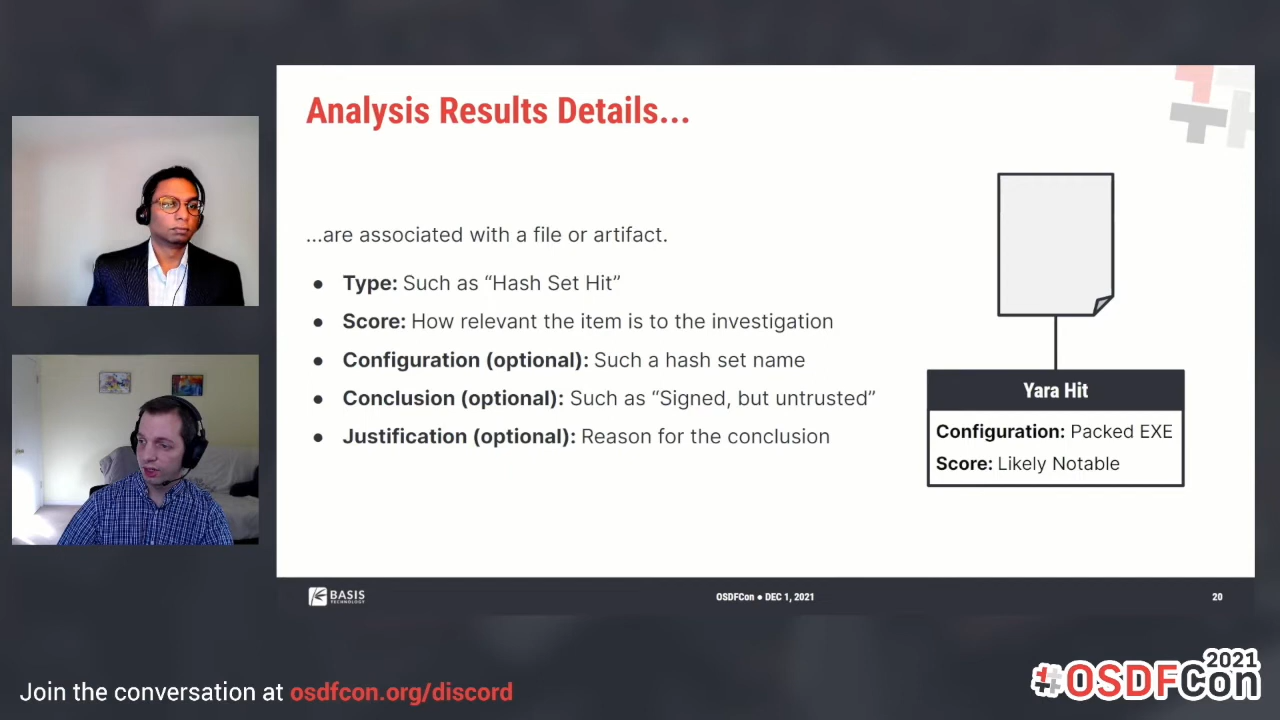 Analysis Results Details...
...are associated with a file or artifact.
● Type: Such as “Hash Set Hit”
● Score: How relevant the item is to the investigation
● Configuration (optional): Such a hash set name
● Conclusion (optional): Such as “Signed, but untrusted”
● Justification (optional): Reason for the conclusion
Yara Hit
Configuration: Packed EXE
Score: Likely Notable
BASIS
TECHNOLOGY
OSDFCon ● DEC 1, 2021
20
Join the conversation at osdfcon.org/discord
2021
OSDFCon